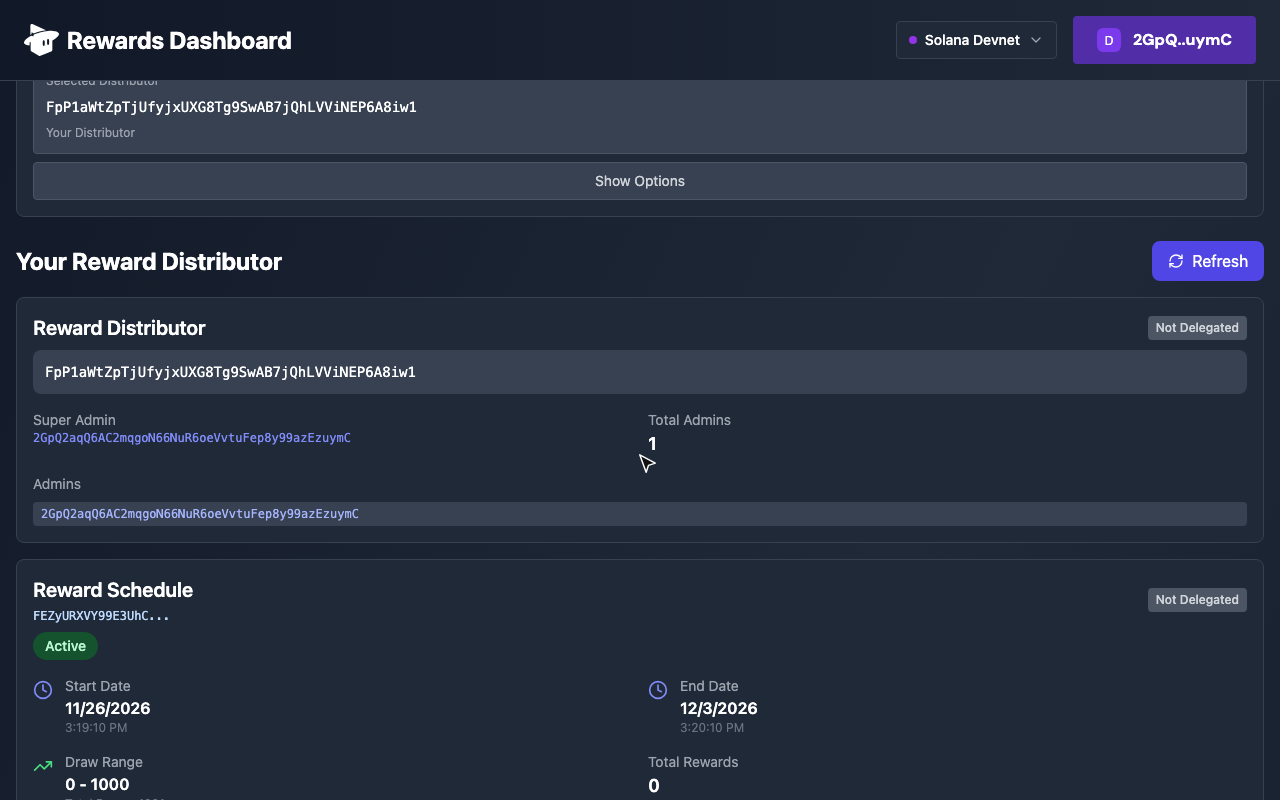 Rewards Dashboard
Solana Devnet
D
2GpQ..uymC
Selected Distributor
FpP1aWtZpTjUfyjxUXG8Tg9SwAB7jQhLVViNEP6A8iw1
Your Distributor
Show Options
Your Reward Distributor
Refresh
Reward Distributor
Not Delegated
FpP1aWtZpTjUfyjxUXG8Tg9SwAB7jQhLVViNEP6A8iw1
Super Admin
2GpQ2aqQ6AC2mqgoN66NuR6oeVvtuFep8y99azEzuymC
Total Admins
1
Admins
2GpQ2aqQ6AC2mqgoN66NuR6oeVvtuFep8y99azEzuymC
Reward Schedule
Not Delegated
FEZyURXVY99E3UhC...
Active
Start Date
11/26/2026
3:19:10 PM
End Date
12/3/2026
3:20:10 PM
Draw Range
0 - 1000
Total Rewards
0